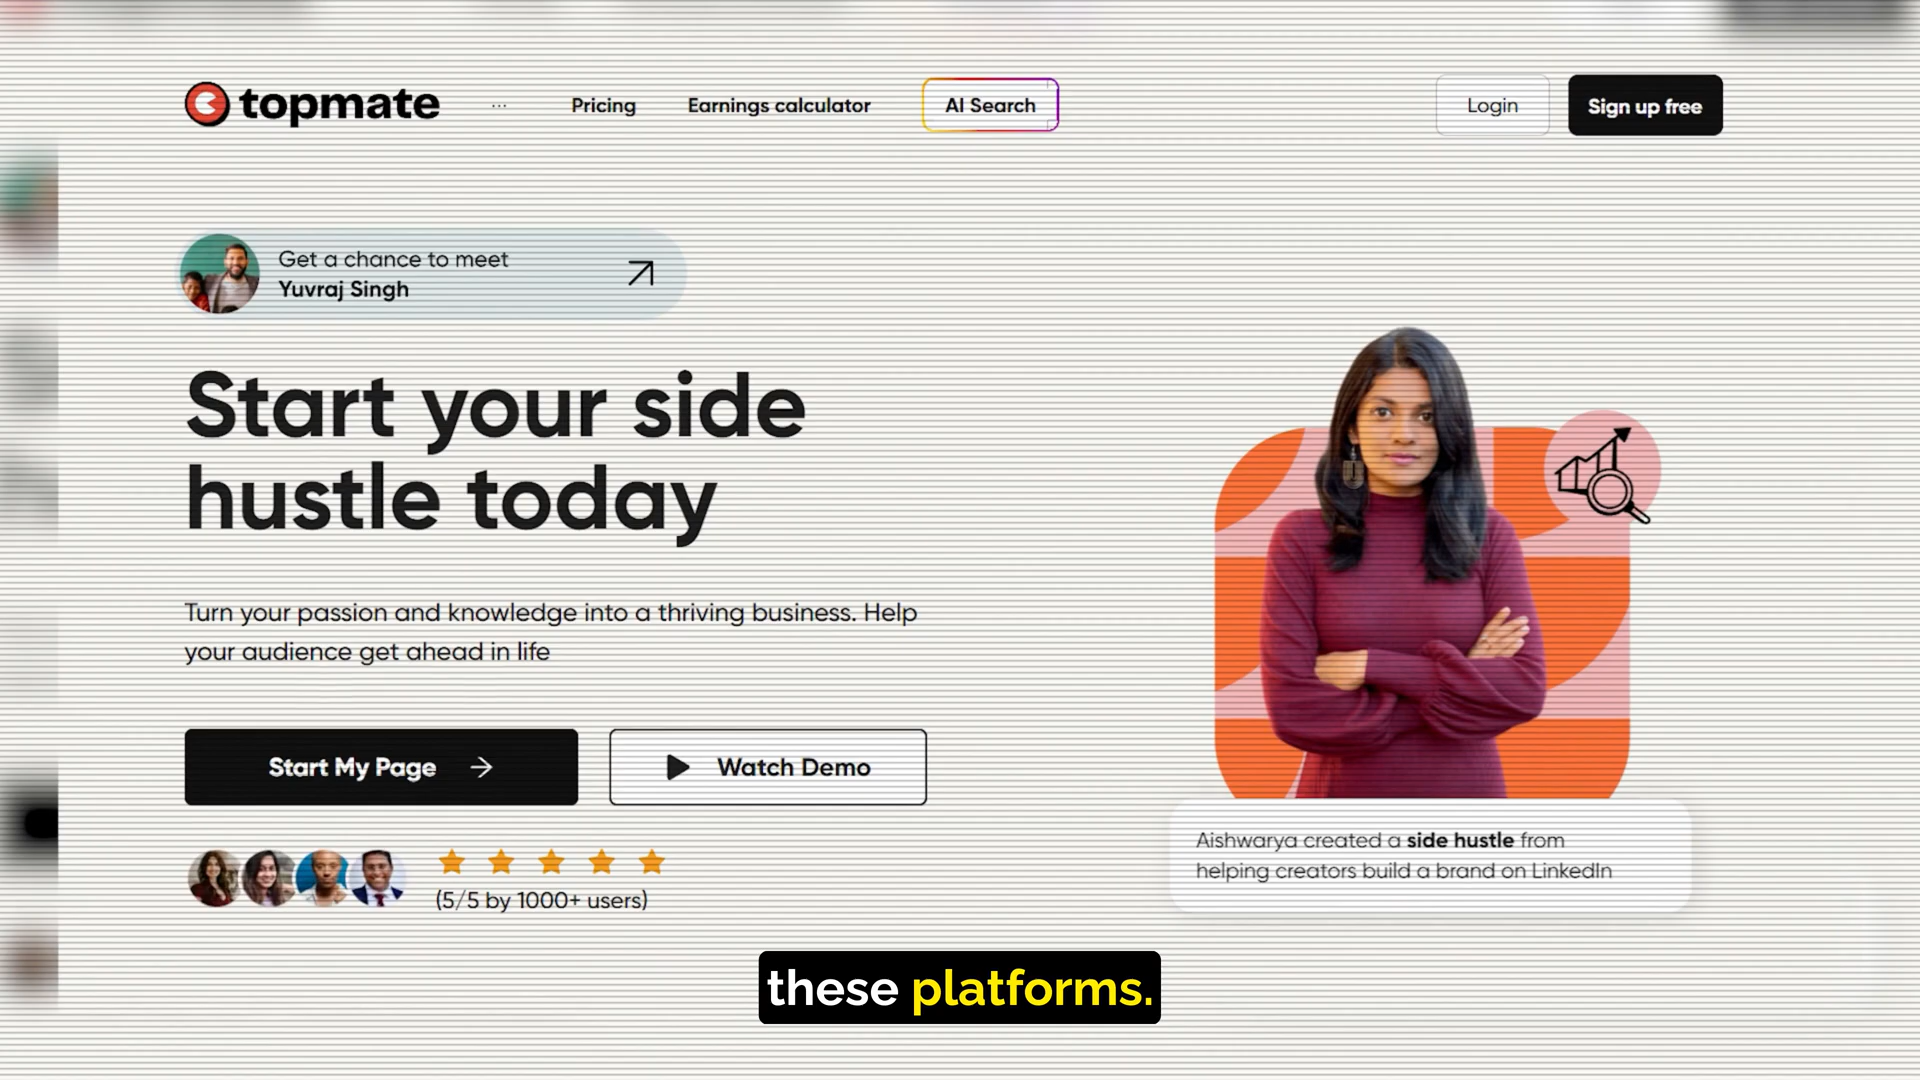 topmate
...
Pricing
Earnings calculator
AI Search
Login
Sign up free
Get a chance to meet
Yuvraj Singh
Start your side
hustle today
Turn your passion and knowledge into a thriving business. Help
your audience get ahead in life
Start My Page
Watch Demo
(5/5 by 1000+ users)
Aishwarya created a side hustle from
helping creators build a brand on LinkedIn
these platforms.